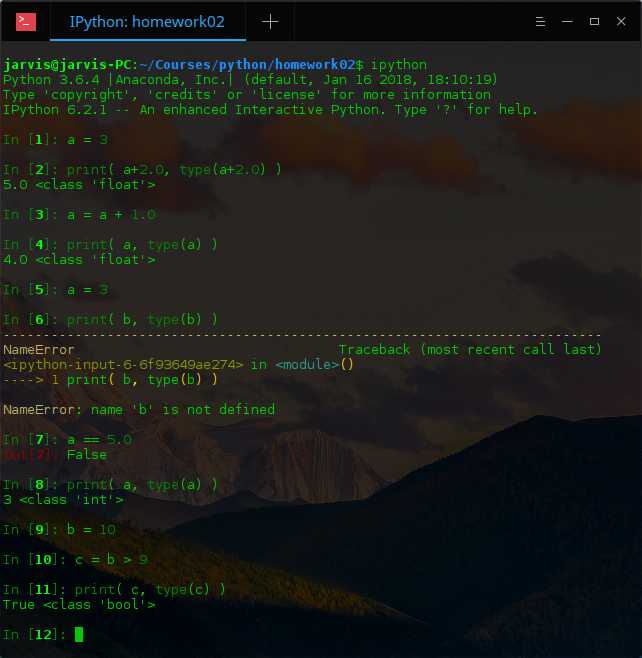 IPython: homework02
jarvis@jarvis-PC:~/Courses/python/homework02$ ipython
Python 3.6.4 |Anaconda, Inc.| (default, Jan 16 2018, 18:10:19)
Type 'copyright', 'credits' or 'license' for more information
IPython 6.2.1 -- An enhanced Interactive Python. Type '?' for help.
In [1]: a = 3
In [2]: print( a+2.0, type(a+2.0) )
5.0 <class 'float'>
In [3]: a = a + 1.0
In [4]: print( a, type(a) )
4.0 <class 'float'>
In [5]: a = 3
In [6]: print( b, type(b) )
---------------------------------------------------------------------------
NameError                                 Traceback (most recent call last)
<ipython-input-6-6f93649ae274> in <module>()
----> 1 print( b, type(b) )
NameError: name 'b' is not defined
In [7]: a == 5.0
Out[7]: False
In [8]: print( a, type(a) )
3 <class 'int'>
In [9]: b = 10
In [10]: c = b > 9
In [11]: print( c, type(c) )
True <class 'bool'>
In [12]: